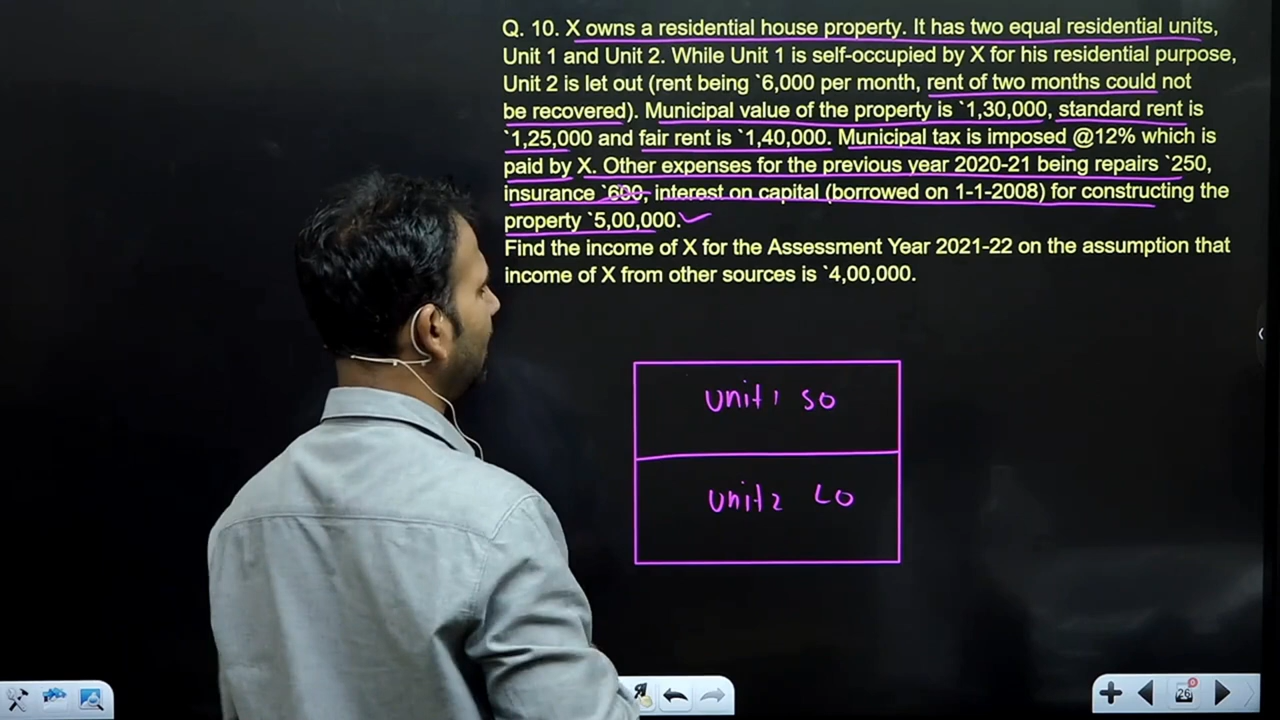 Q. 10. X owns a residential house property. It has two equal residential units,
Unit 1 and Unit 2. While Unit 1 is self-occupied by X for his residential purpose,
Unit 2 is let out (rent being `6,000 per month, rent of two months could not
be recovered). Municipal value of the property is `1,30,000, standard rent is
`1,25,000 and fair rent is `1,40,000. Municipal tax is imposed @12% which is
paid by X. Other expenses for the previous year 2020-21 being repairs `250,
insurance `600, interest on capital (borrowed on 1-1-2008) for constructing the
property `5,00,000.
Find the income of X for the Assessment Year 2021-22 on the assumption that
income of X from other sources is `4,00,000.
Unit 1 SO
Unit 2 LO
26